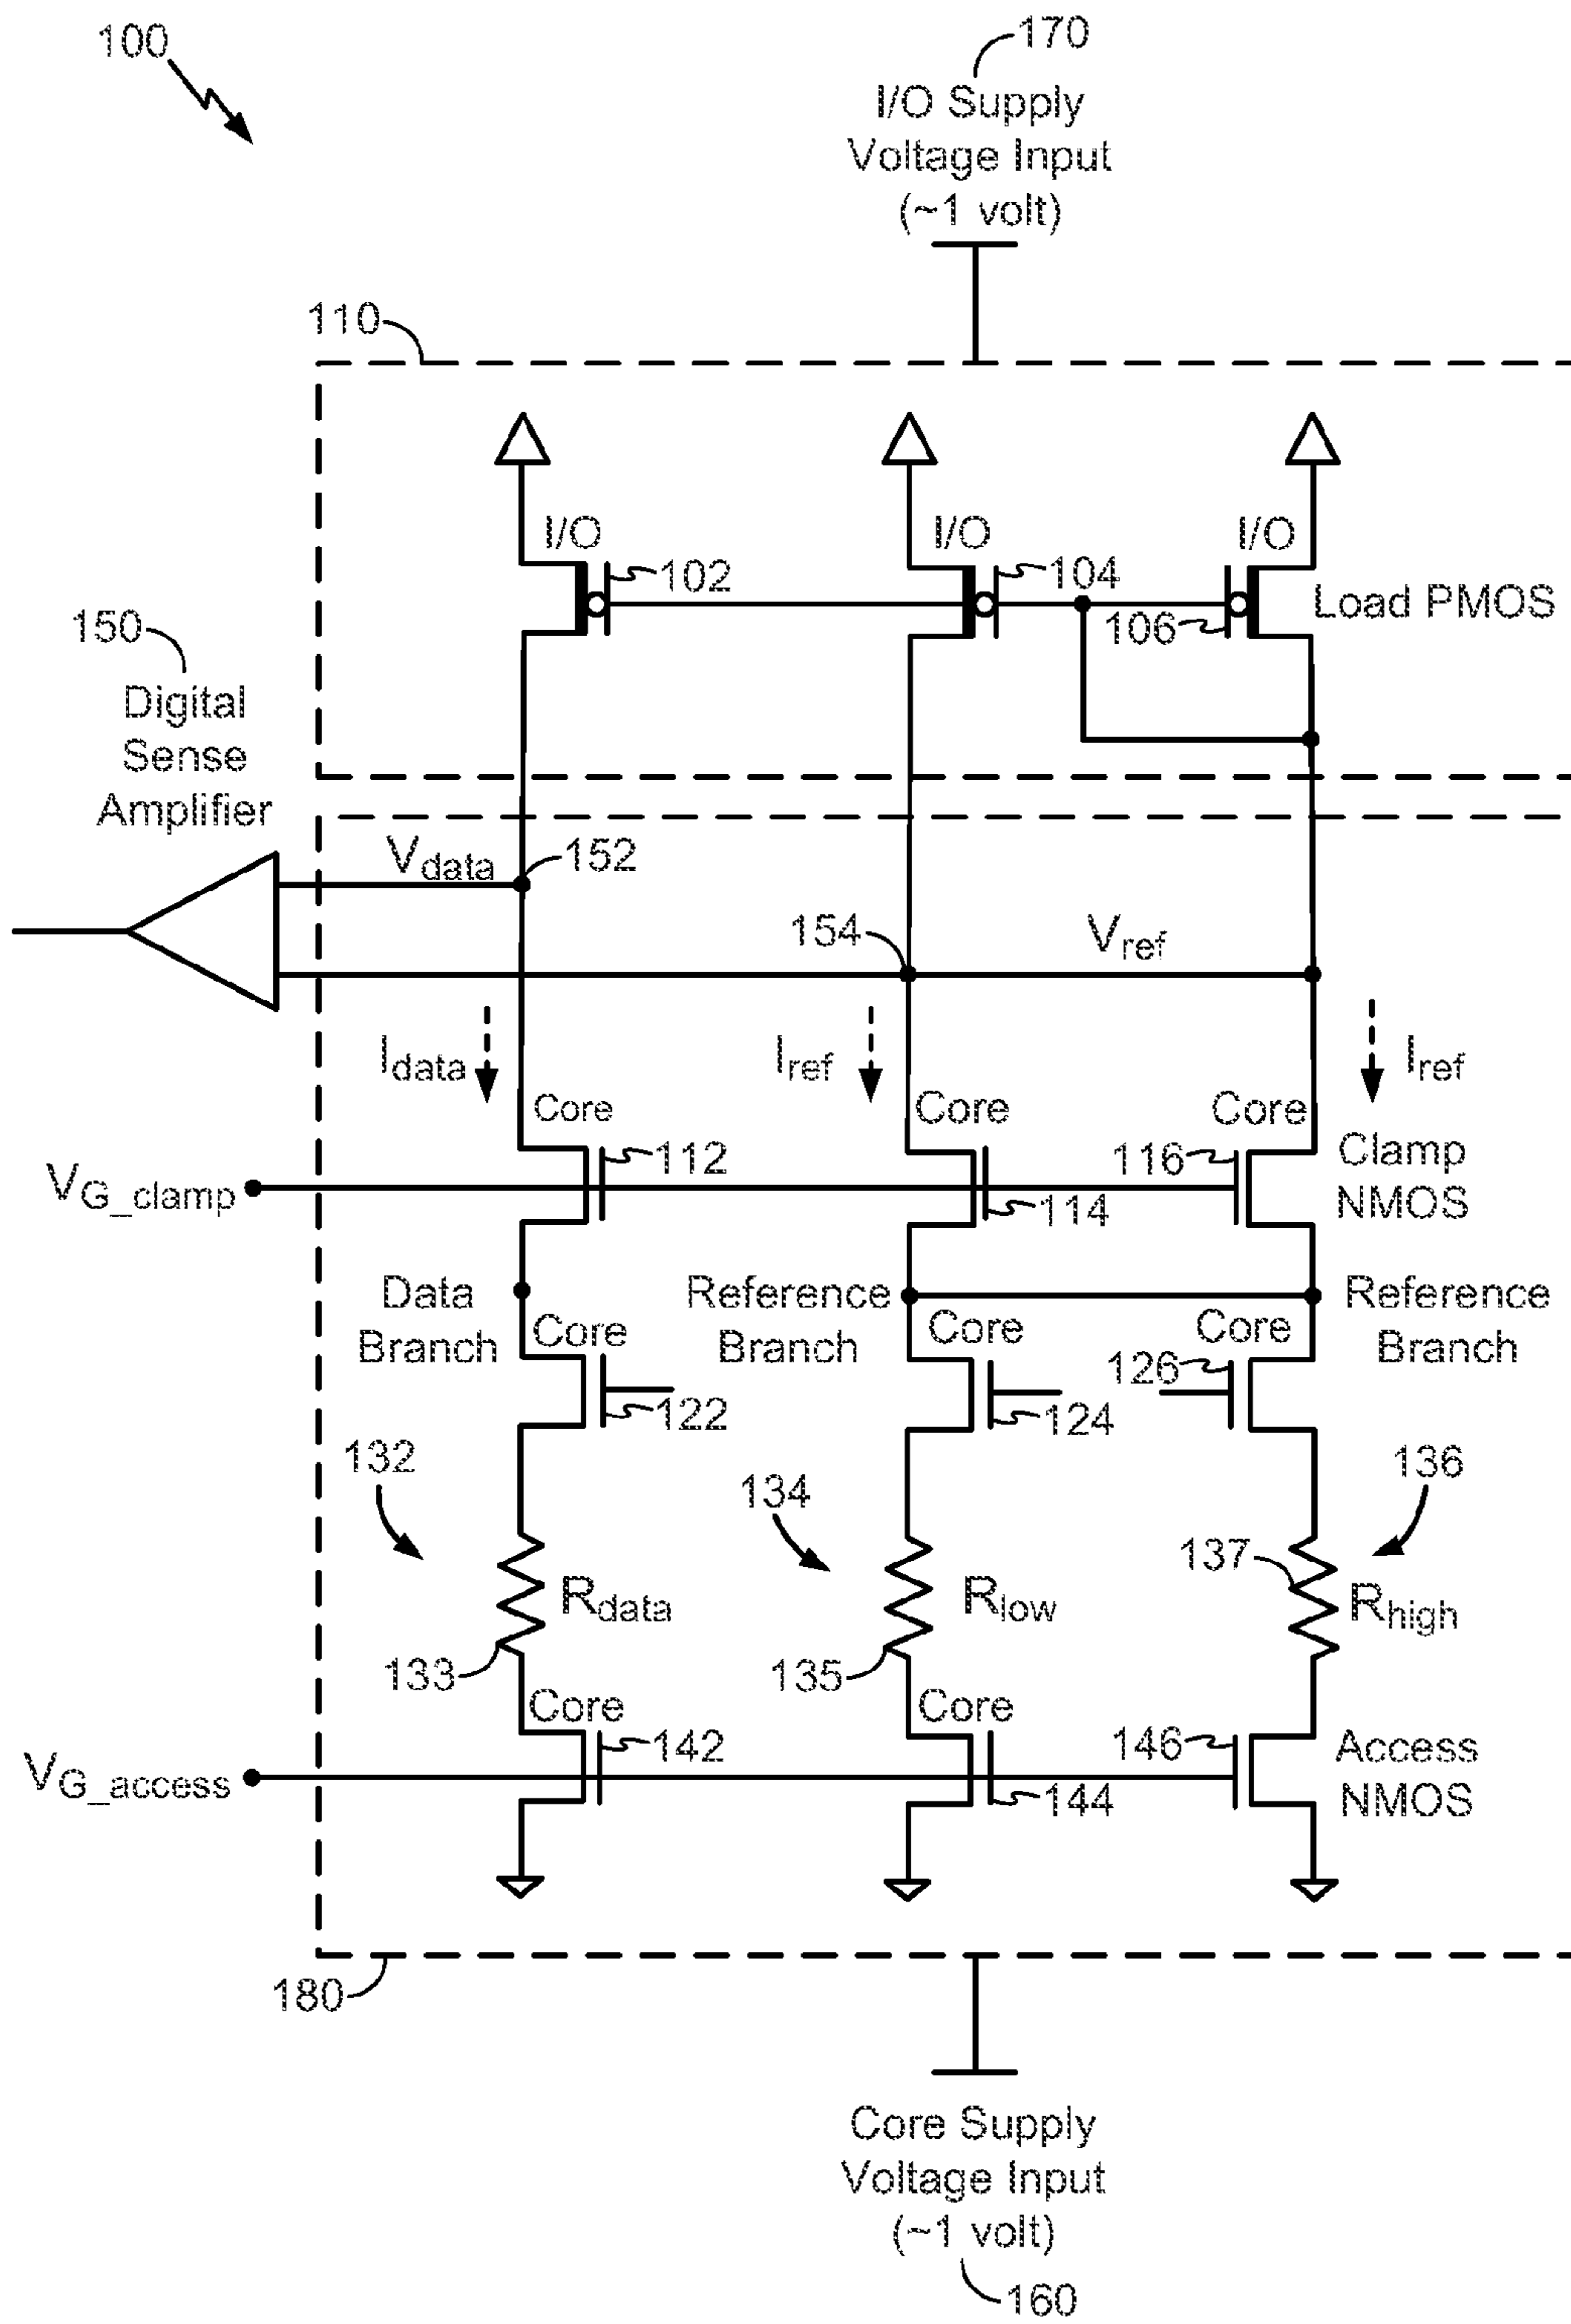 100
170
I/O Supply
Voltage Input
(~1 volt)
110
I/O
I/O
I/O
102
104
106
Load PMOS
150
Digital
Sense
Amplifier
Vdata
152
154
Vref
Idata
Iref
Iref
Core
Core
Core
112
114
116
Clamp
NMOS
VG_clamp
Data
Branch
Reference
Branch
Reference
Branch
Core
Core
Core
122
124
126
132
134
136
137
Rdata
Rlow
Rhigh
133
135
Core
Core
142
144
146
Access
NMOS
VG_access
180
Core Supply
Voltage Input
(~1 volt)
160